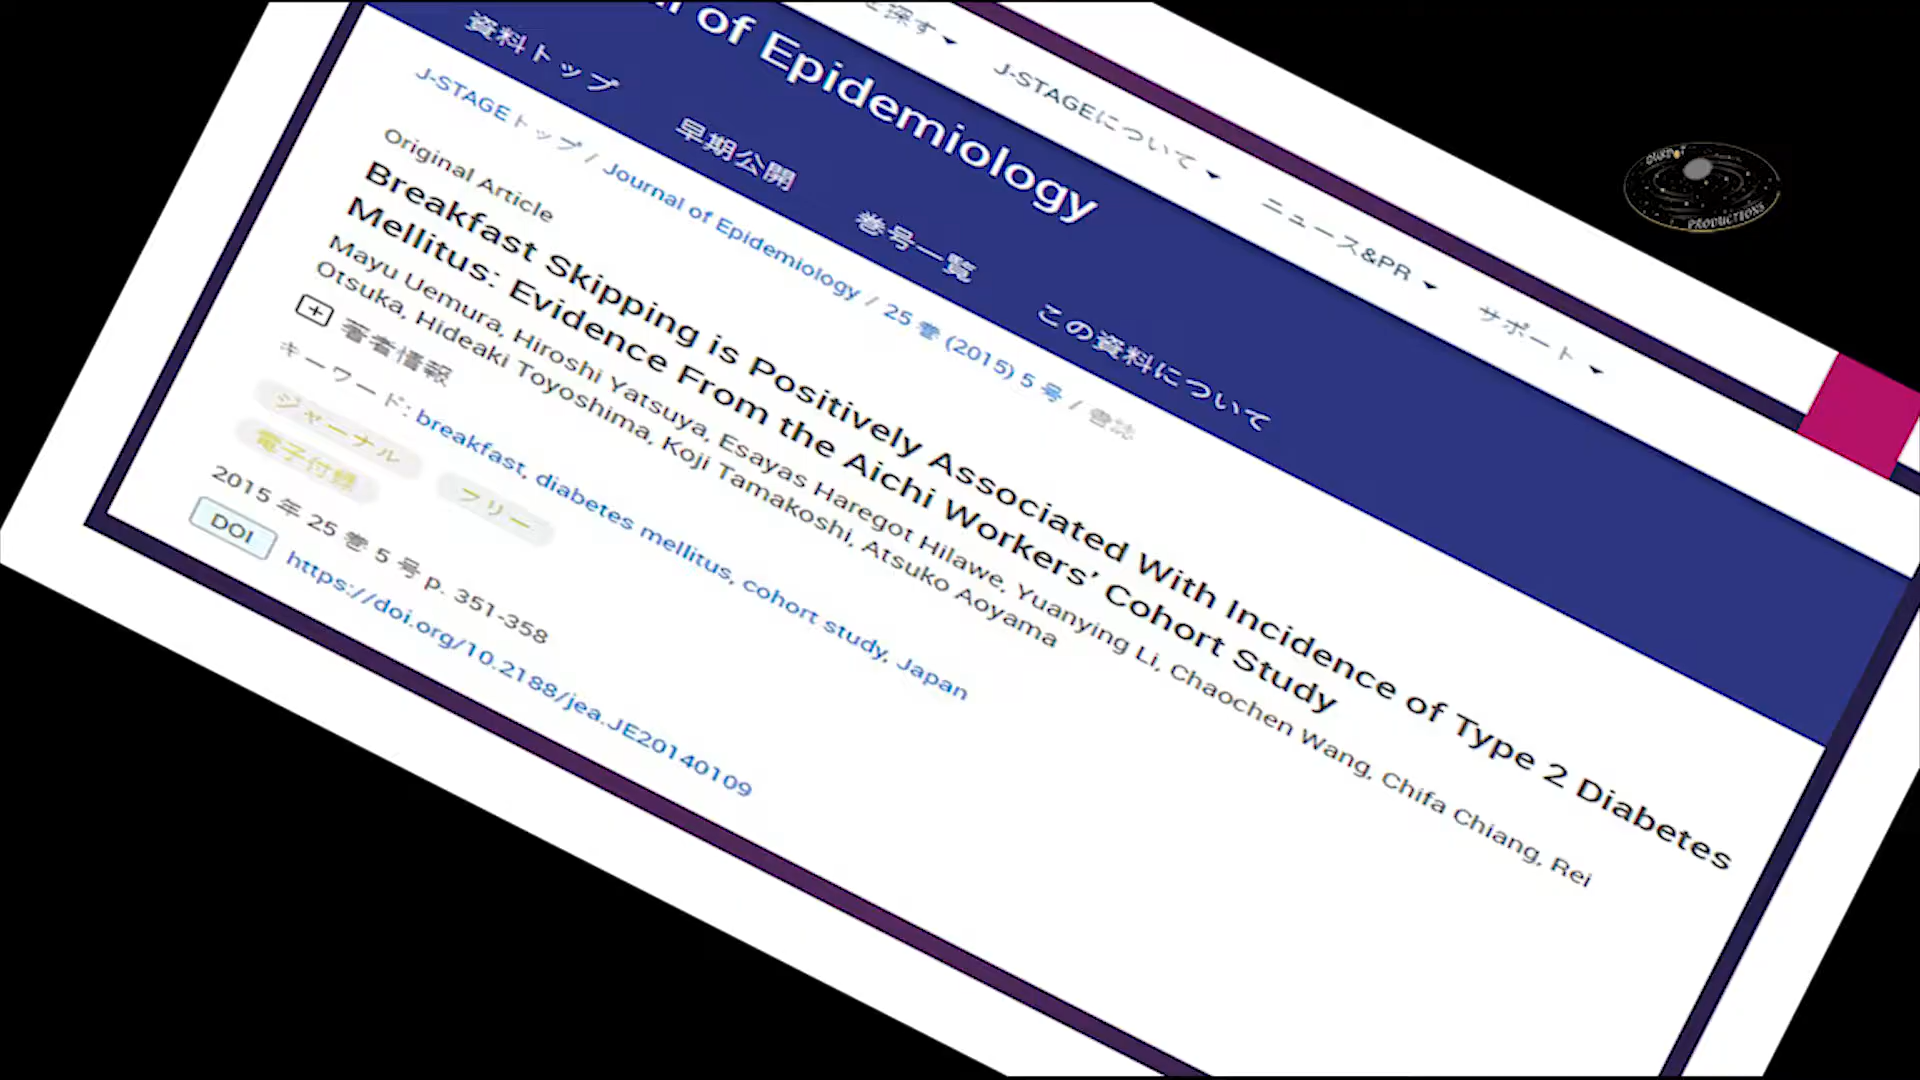 を探す
J-STAGEについて
ニュース&PR
サポート
of Epidemiology
資料トップ
早期公開
巻号一覧
この資料について
J-STAGEトップ / Journal of Epidemiology / 25 巻 (2015) 5 号 / 書誌
Original Article
Breakfast Skipping is Positively Associated With Incidence of Type 2 Diabetes
Mellitus: Evidence From the Aichi Workers' Cohort Study
Mayu Uemura, Hiroshi Yatsuya, Esayas Haregot Hilawe, Yuanying Li, Chaochen Wang, Chifa Chiang, Rei
Otsuka, Hideaki Toyoshima, Koji Tamakoshi, Atsuko Aoyama
著者情報
キーワード: breakfast, diabetes mellitus, cohort study, Japan
ジャーナル フリー
電子付録
2015 年 25 巻 5 号 p. 351-358
DOI https://doi.org/10.2188/jea.JE20140109
PRODUCTIONS